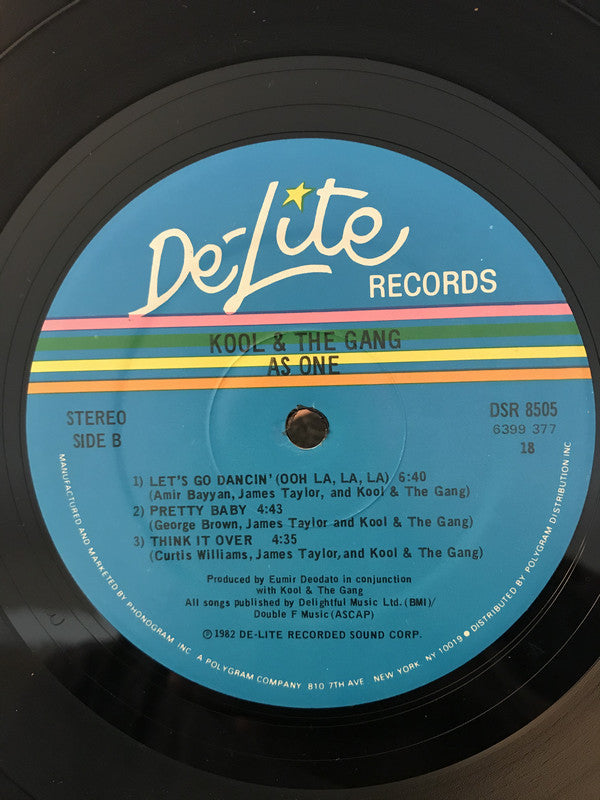 De-Lite
RECORDS
KOOL & THE GANG
AS ONE
STEREO
SIDE B
DSR 8505
6399 377
18
1) LET'S GO DANCIN' (OOH LA, LA, LA) 6:40
(Amir Bayyan, James Taylor, and Kool & The Gang)
2) PRETTY BABY 4:43
(George Brown, James Taylor and Kool & The Gang)
3) THINK IT OVER 4:35
(Curtis Williams, James Taylor, and Kool & The Gang)
Produced by Eumir Deodato in conjunction
with Kool & The Gang
All songs published by Delightful Music Ltd. (BMI)/
Double F Music (ASCAP)
℗1982 DE-LITE RECORDED SOUND CORP.
MANUFACTURED AND MARKETED BY PHONOGRAM INC A POLYGRAM COMPANY 810 7TH AVE NEW YORK, NY 10019 ● DISTRIBUTED BY POLYGRAM DISTRIBUTION INC